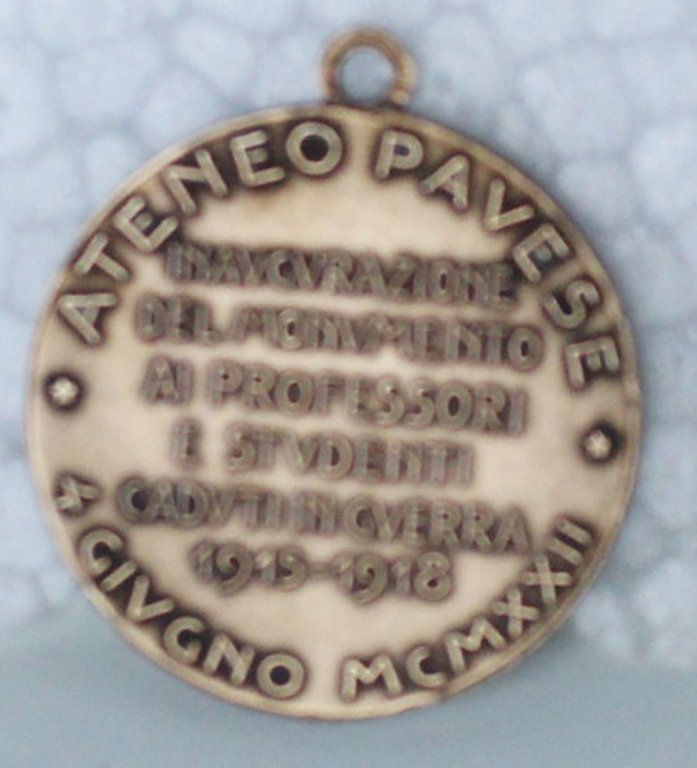 ATENEO PAVESE
INAVGVRAZIONE
DEL MONVMENTO
AI PROFESSORI
E STVDENTI
CADVTI IN GVERRA
1915-1918
4 GIVGNO MCMXXII